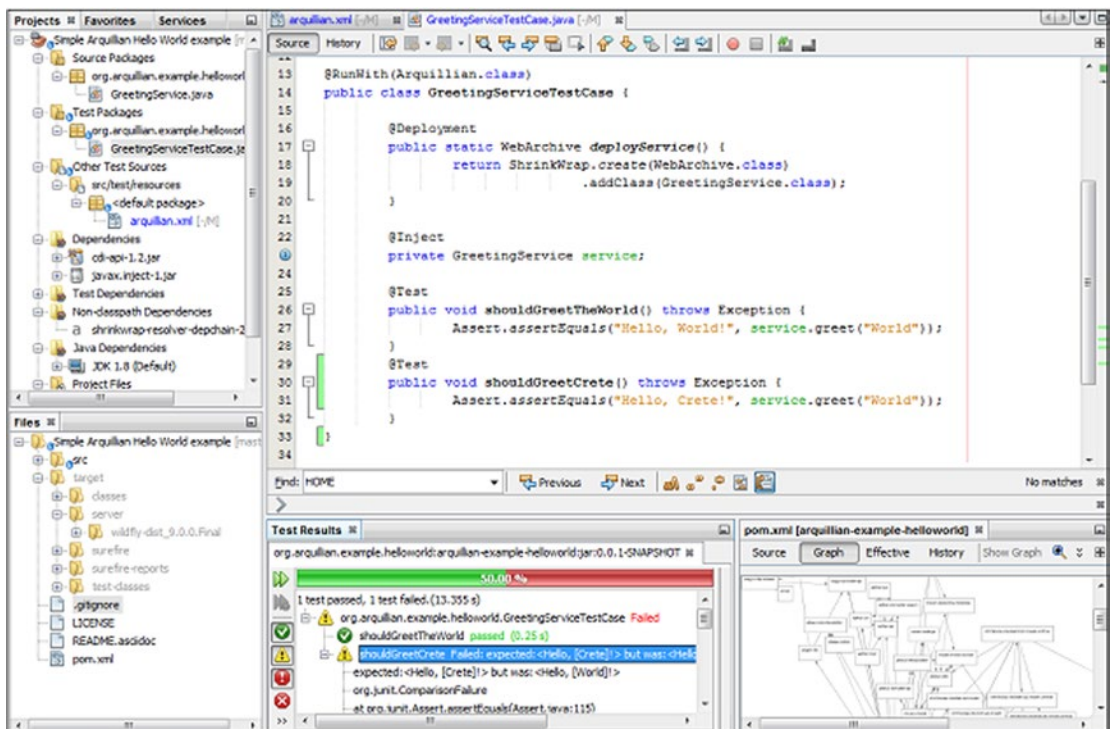 Projects Favorites Services
Simple Arquillian Hello World example
Source Packages
org.arquillian.example.helloworl
GreetingService.java
Test Packages
org.arquillian.example.helloworl
GreetingServiceTestCase.ja
Other Test Sources
src/test/resources
<default package>
arquillian.xml [-/M]
Dependencies
cdi-api-1.2.jar
javax.inject-1.jar
Test Dependencies
Non-classpath Dependencies
shrinkwrap-resolver-depchain-2
Java Dependencies
JDK 1.8 (Default)
Project Files
Files
Simple Arquillian Hello World example [mast
src
target
classes
server
wildfly-dist_9.0.0.Final
surefire
surefire-reports
test-classes
.gitignore
LICENSE
README.asciidoc
pom.xml
arquillian.xml [-/M] GreetingServiceTestCase.java [-/M]
Source History
13 @RunWith(Arquillian.class)
14 public class GreetingServiceTestCase {
15
16 @Deployment
17 public static WebArchive deployService() {
18 return ShrinkWrap.create(WebArchive.class)
19 .addClass(GreetingService.class);
20 }
21
22 @Inject
private GreetingService service;
24
25 @Test
26 public void shouldGreetTheWorld() throws Exception {
27 Assert.assertEquals("Hello, World!", service.greet("World"));
28 }
29 @Test
30 public void shouldGreetCrete() throws Exception {
31 Assert.assertEquals("Hello, Crete!", service.greet("World"));
32 }
33 }
34
Find: HOME Previous Next No matches
Test Results
org.arquillian.example.helloworld:arquillian-example-helloworld:jar:0.0.1-SNAPSHOT
50.00 %
1 test passed, 1 test failed.(13.355 s)
org.arquillian.example.helloworld.GreetingServiceTestCase Failed
shouldGreetTheWorld passed (0.25 s)
shouldGreetCrete Failed: expected:<Hello, [Crete]!> but was:<Hello
expected:<Hello, [Crete]!> but was:<Hello, [World]!>
org.junit.ComparisonFailure
at org.junit.Assert.assertEquals(Assert.java:115)
pom.xml [arquillian-example-helloworld]
Source Graph Effective History Show Graph